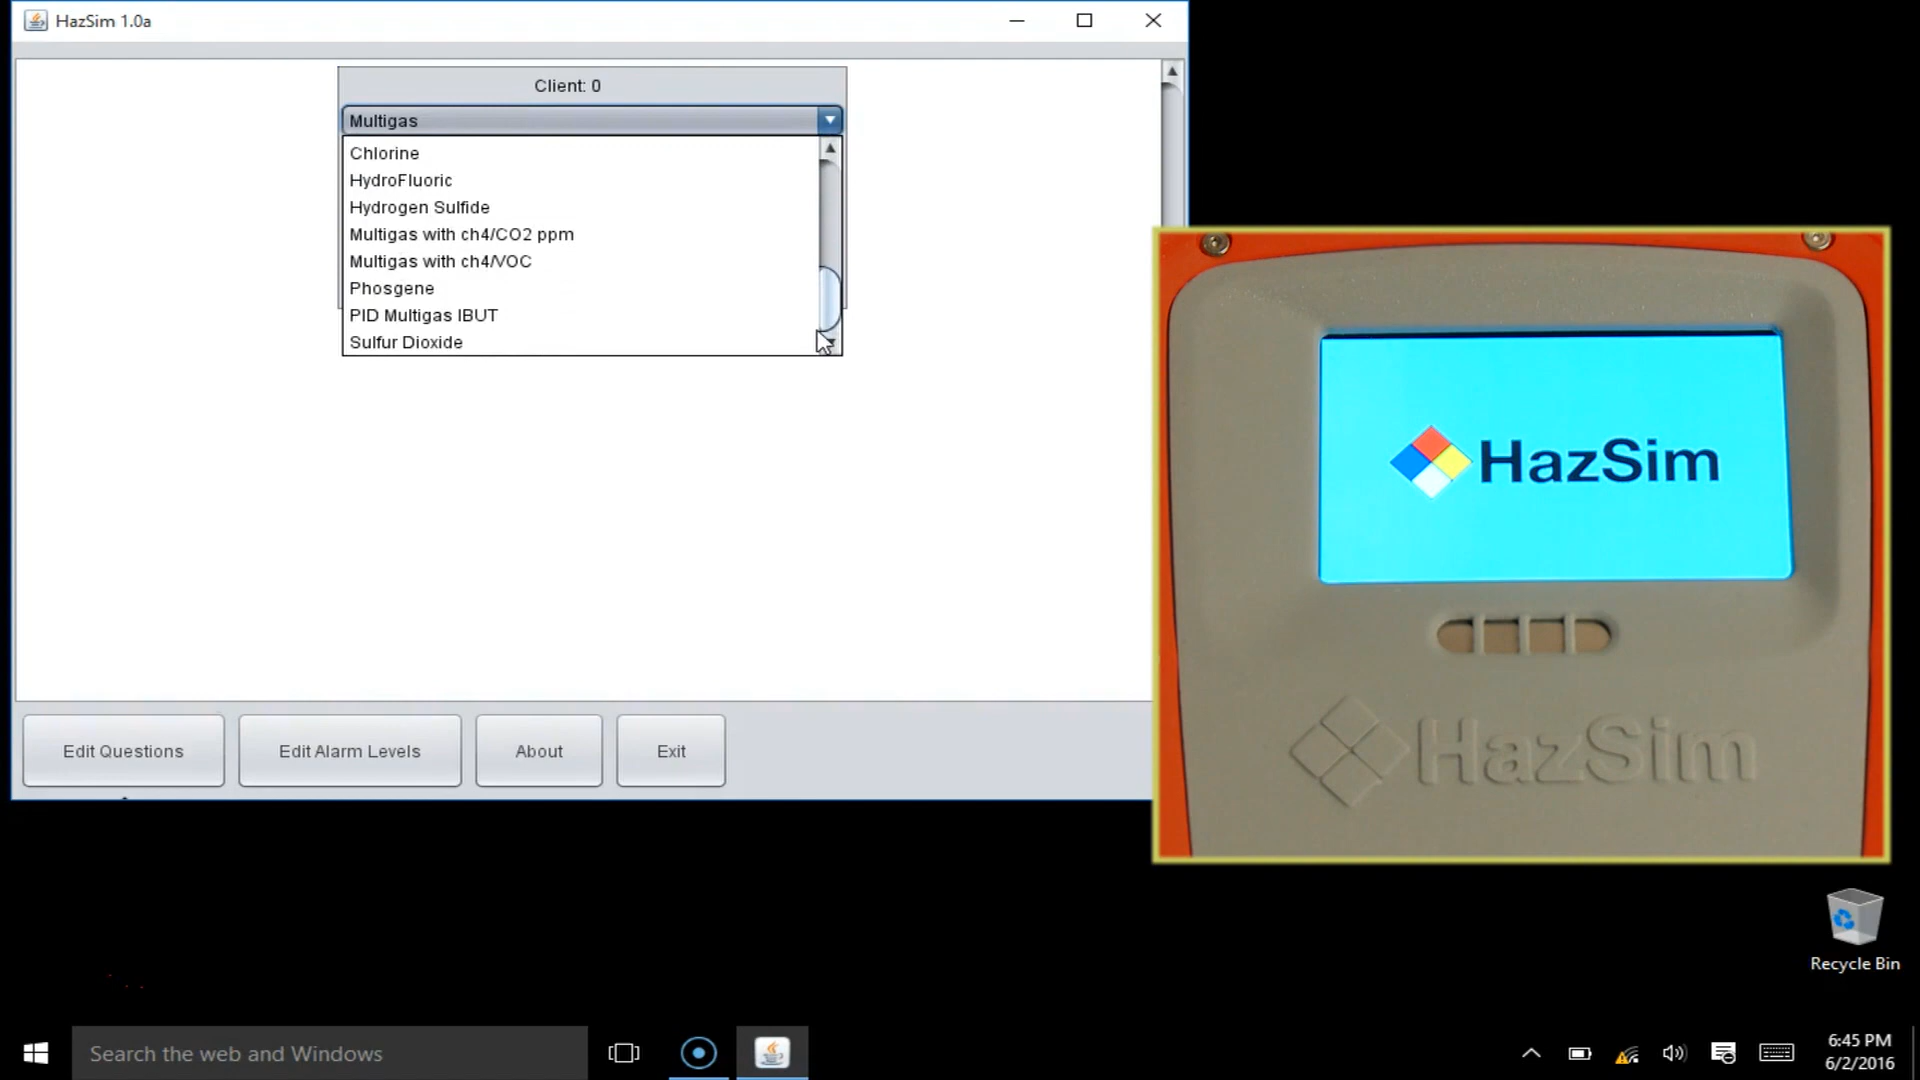 HazSim 1.0a
Client: 0
Multigas
Chlorine
HydroFluoric
Hydrogen Sulfide
Multigas with ch4/CO2 ppm
Multigas with ch4/VOC
Phosgene
PID Multigas IBUT
Sulfur Dioxide
HazSim
HazSim
Edit Questions
Edit Alarm Levels
About
Exit
Recycle Bin
Search the web and Windows
6:45 PM
6/2/2016